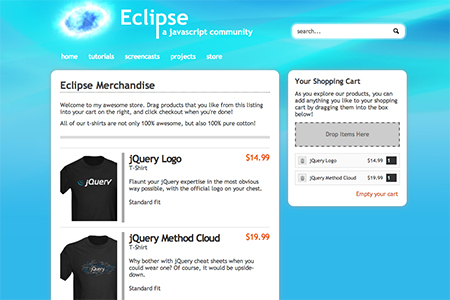 Eclipse
a javascript community
search...
home tutorials screencasts projects store
Eclipse Merchandise
Welcome to my awesome store. Drag products that you like from this listing
into your cart on the right, and click checkout when you're done!
All of our t-shirts are not only 100% awesome, but also 100% pure cotton!
jQuery
jQuery Logo $14.99
T-Shirt
Flaunt your jQuery expertise in the most obvious
way possible, with the official logo on your chest.
Standard fit
jQuery
jQuery Method Cloud $19.99
T-Shirt
Why bother with jQuery cheat sheets when you
could wear one? Of course, it would be upside-
down.
Standard fit
Your Shopping Cart
As you explore our products, you can
add anything you like to your shopping
cart by dragging them into the box
below!
Drop Items Here
jQuery Logo $14.99 1
jQuery Method Cloud $19.99 1
Empty your cart